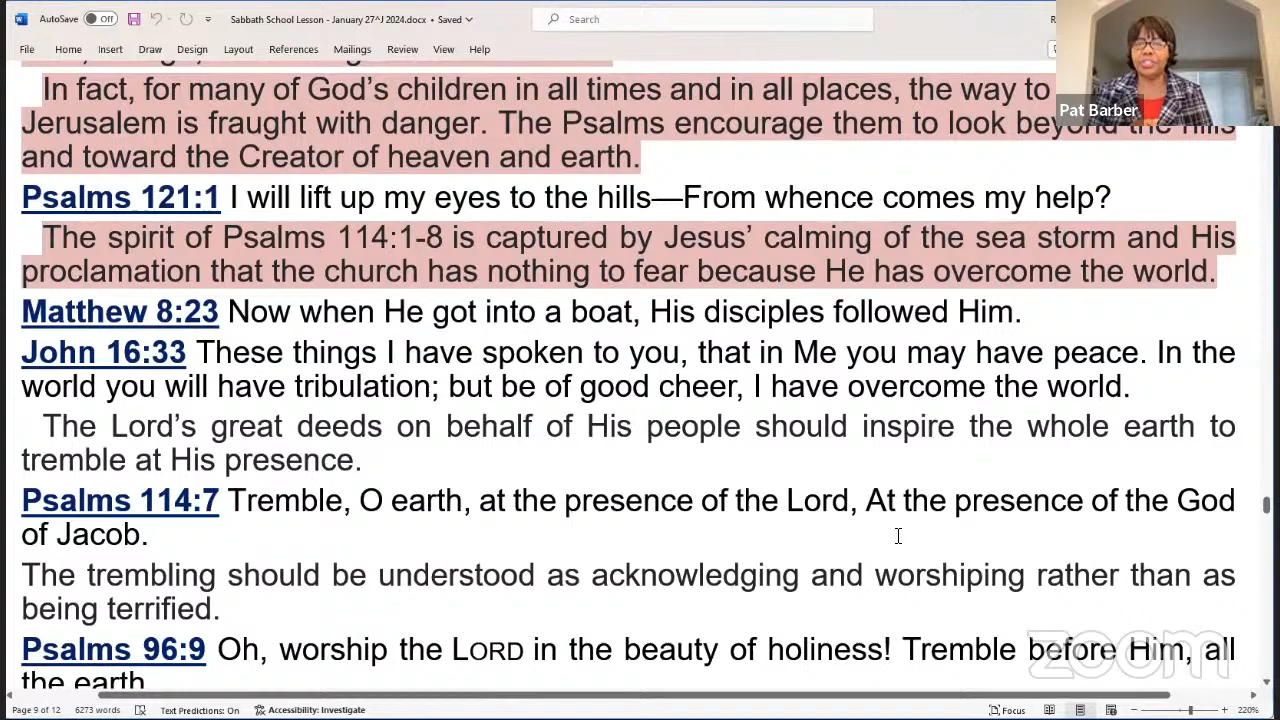 AutoSave Off Sabbath School Lesson - January 27^J 2024.docx • Saved Search R
File Home Insert Draw Design Layout References Mailings Review View Help
Pat Barber
In fact, for many of God's children in all times and in all places, the way to
Jerusalem is fraught with danger. The Psalms encourage them to look beyond the hills
and toward the Creator of heaven and earth.
Psalms 121:1 I will lift up my eyes to the hills—From whence comes my help?
The spirit of Psalms 114:1-8 is captured by Jesus' calming of the sea storm and His
proclamation that the church has nothing to fear because He has overcome the world.
Matthew 8:23 Now when He got into a boat, His disciples followed Him.
John 16:33 These things I have spoken to you, that in Me you may have peace. In the
world you will have tribulation; but be of good cheer, I have overcome the world.
The Lord's great deeds on behalf of His people should inspire the whole earth to
tremble at His presence.
Psalms 114:7 Tremble, O earth, at the presence of the Lord, At the presence of the God
of Jacob.
The trembling should be understood as acknowledging and worshiping rather than as
being terrified.
Psalms 96:9 Oh, worship the LORD in the beauty of holiness! Tremble before Him, all
the earth
zoom
Page 9 of 12 6273 words Text Predictions: On Accessibility: Investigate Focus 220%